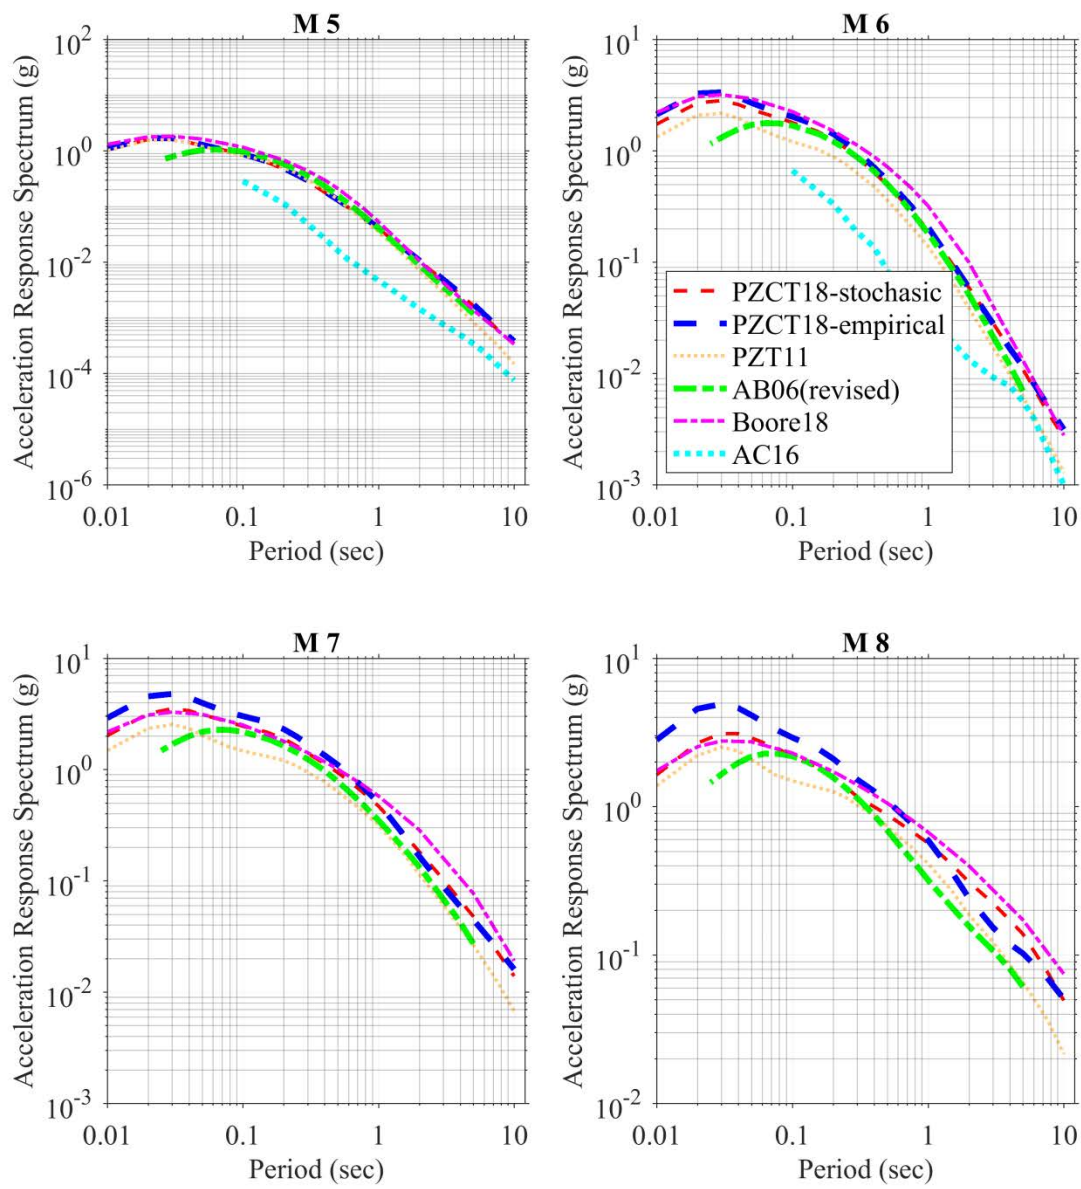 M 5
10^2
10^0
10^-2
10^-4
10^-6
Acceleration Response Spectrum (g)
0.01
0.1
1
10
Period (sec)
M 6
10^1
10^0
10^-1
10^-2
10^-3
Acceleration Response Spectrum (g)
PZCT18-stochasic
PZCT18-empirical
PZT11
AB06(revised)
Boore18
AC16
0.01
0.1
1
10
Period (sec)
M 7
10^1
10^0
10^-1
10^-2
10^-3
Acceleration Response Spectrum (g)
0.01
0.1
1
10
Period (sec)
M 8
10^1
10^0
10^-1
10^-2
Acceleration Response Spectrum (g)
0.01
0.1
1
10
Period (sec)